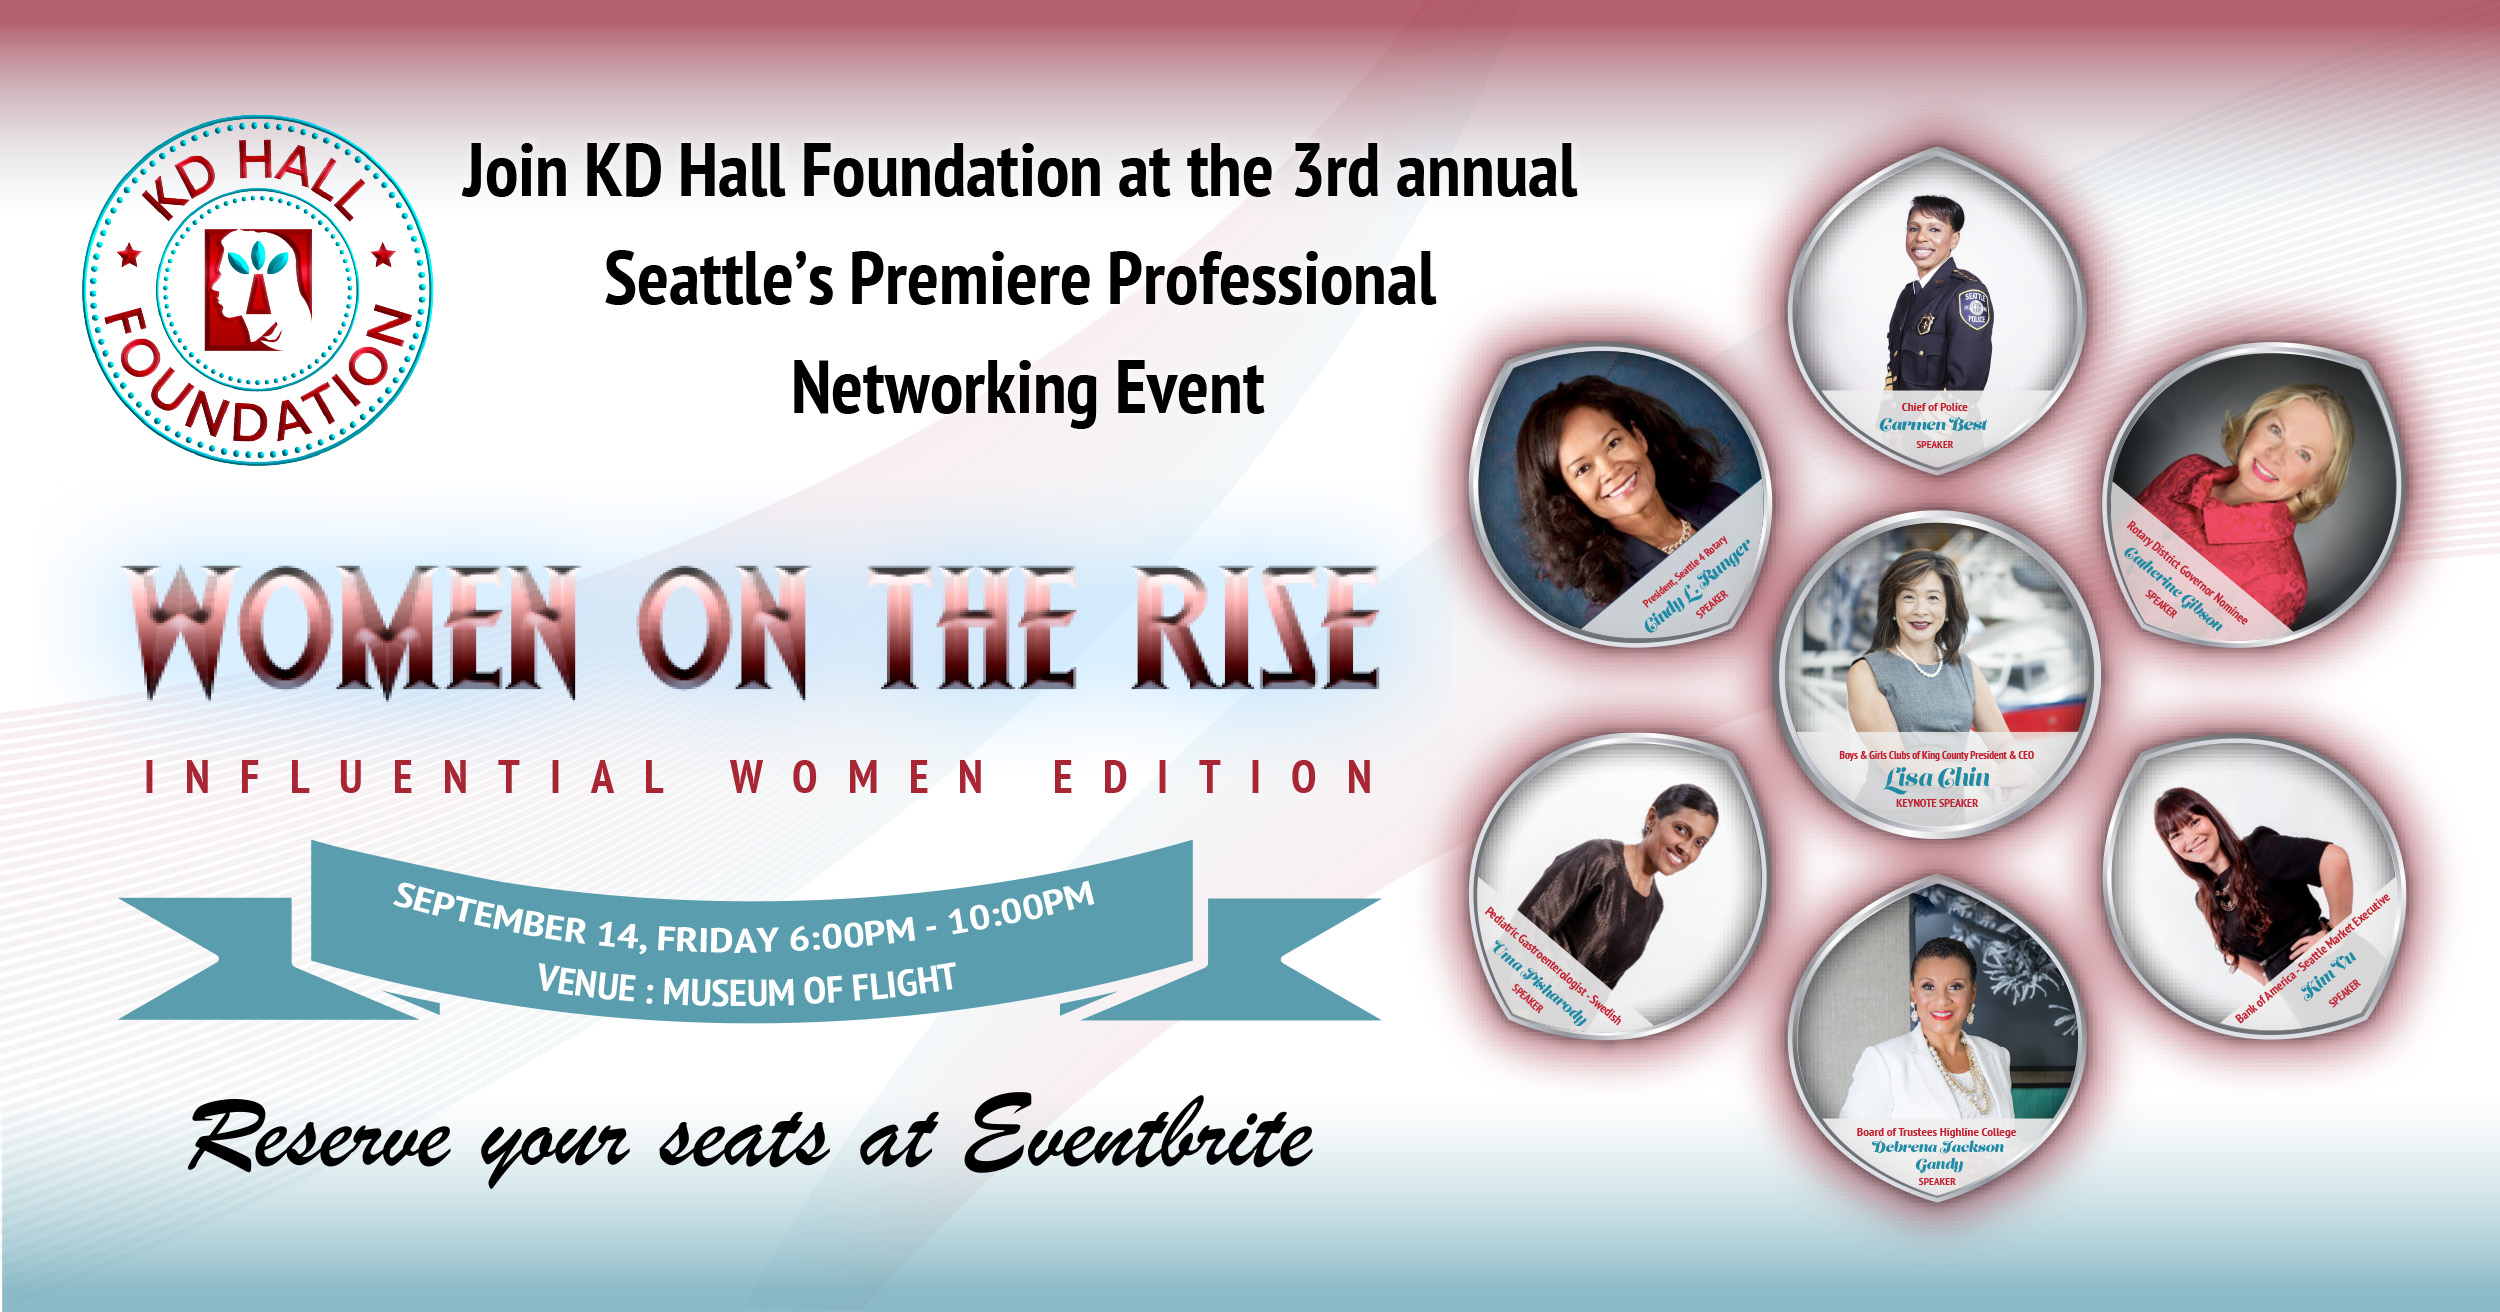 KD HALL
FOUNDATION
Join KD Hall Foundation at the 3rd annual
Seattle's Premiere Professional
Networking Event
WOMEN ON THE RISE
INFLUENTIAL WOMEN EDITION
SEPTEMBER 14, FRIDAY 6:00PM - 10:00PM
VENUE : MUSEUM OF FLIGHT
Reserve your seats at Eventbrite
SEATTLE
POLICE
Chief of Police
Carmen Best
SPEAKER
President, Seattle 4 Rotary
Cindy L. Runger
SPEAKER
Rotary District Governor Nominee
Catherine Gibson
SPEAKER
Boys & Girls Clubs of King County President & CEO
Lisa Chin
KEYNOTE SPEAKER
Pediatric Gastroenterologist - Swedish
Uma Pisharody
SPEAKER
Bank of America - Seattle Market Executive
Kim Vu
SPEAKER
Board of Trustees Highline College
Debrena Jackson
Gandy
SPEAKER